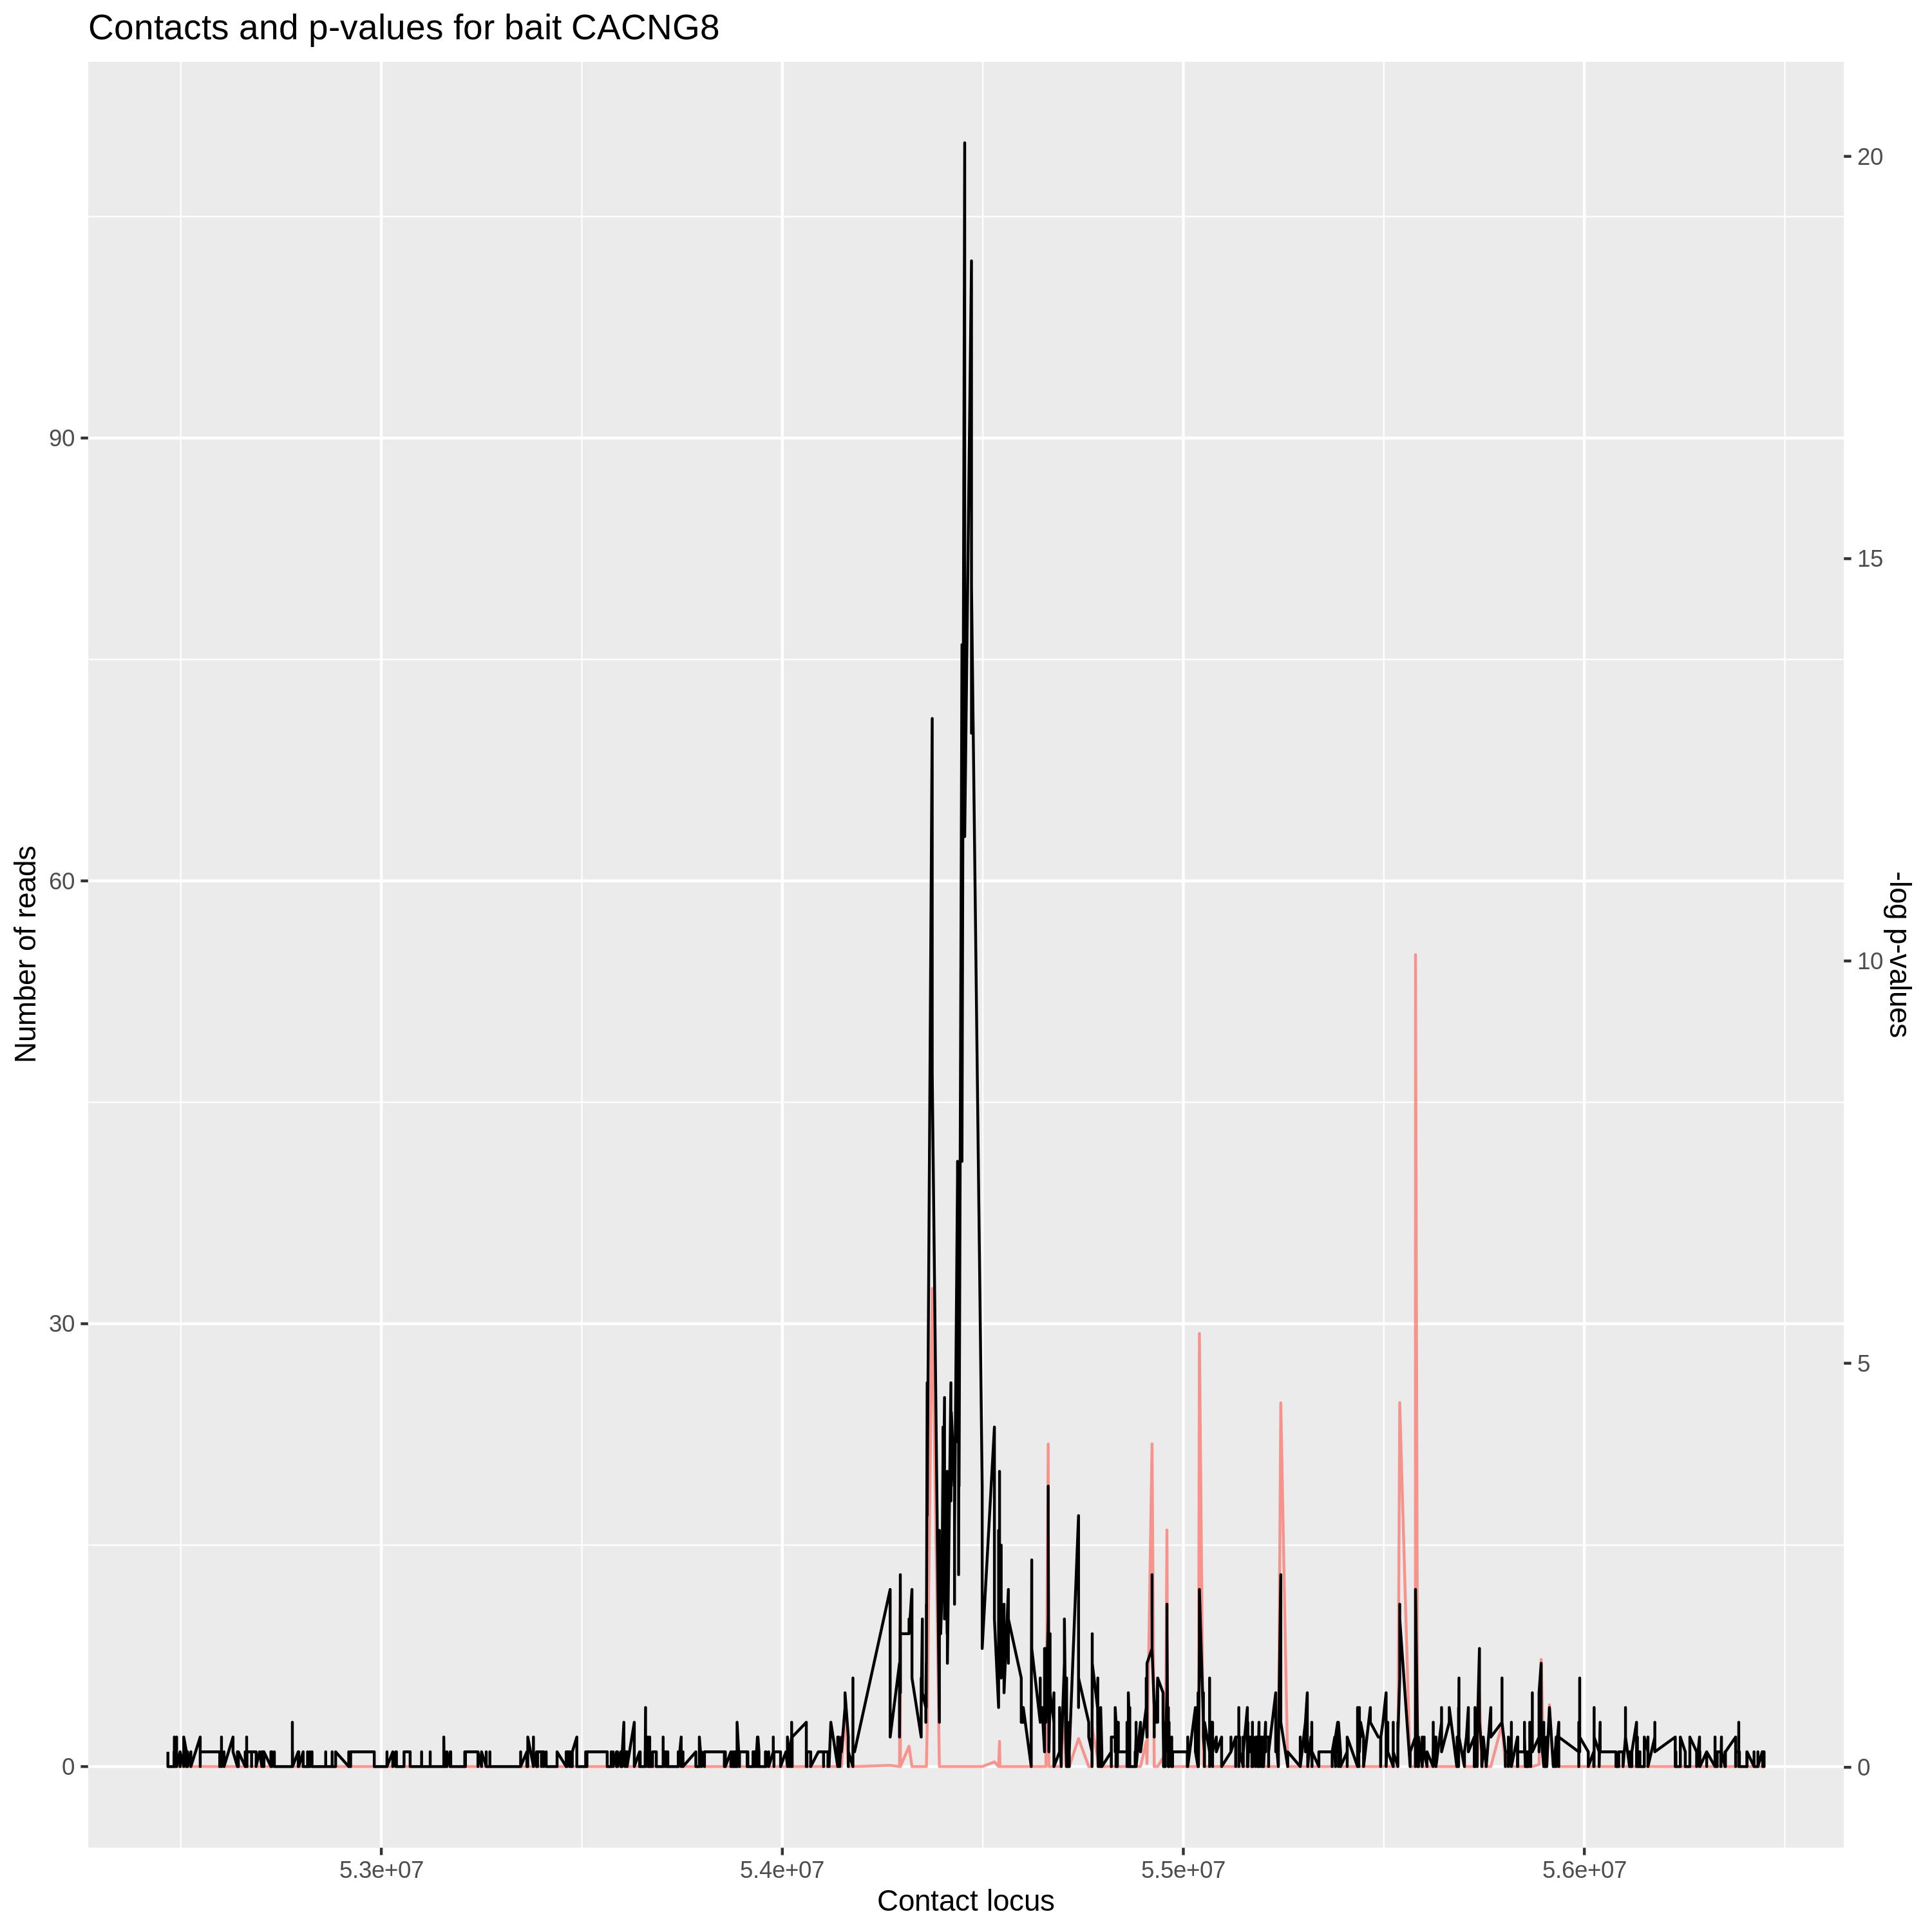 Contacts and p-values for bait CACNG8
20
15
90
60
10
30
5
0
0
Number of reads
-log p-values
5.3e+07
5.4e+07
5.5e+07
5.6e+07
Contact locus